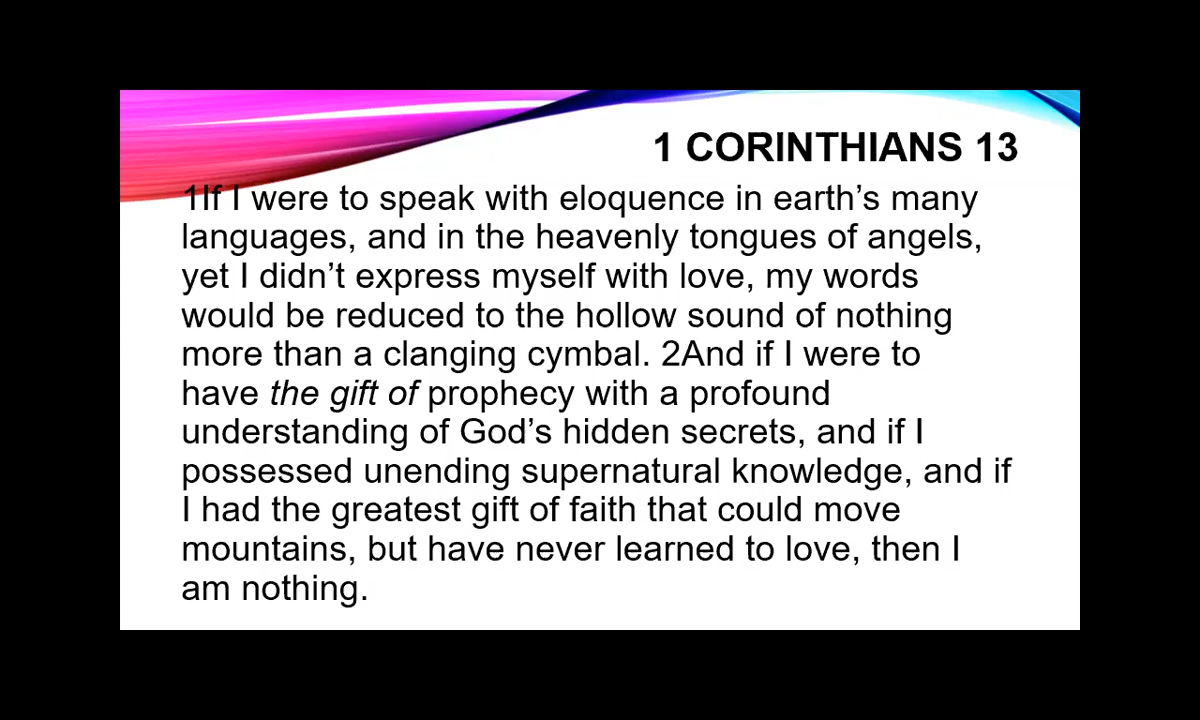 1 CORINTHIANS 13
1If I were to speak with eloquence in earth’s many
languages, and in the heavenly tongues of angels,
yet I didn’t express myself with love, my words
would be reduced to the hollow sound of nothing
more than a clanging cymbal. 2And if I were to
have the gift of prophecy with a profound
understanding of God’s hidden secrets, and if I
possessed unending supernatural knowledge, and if
I had the greatest gift of faith that could move
mountains, but have never learned to love, then I
am nothing.